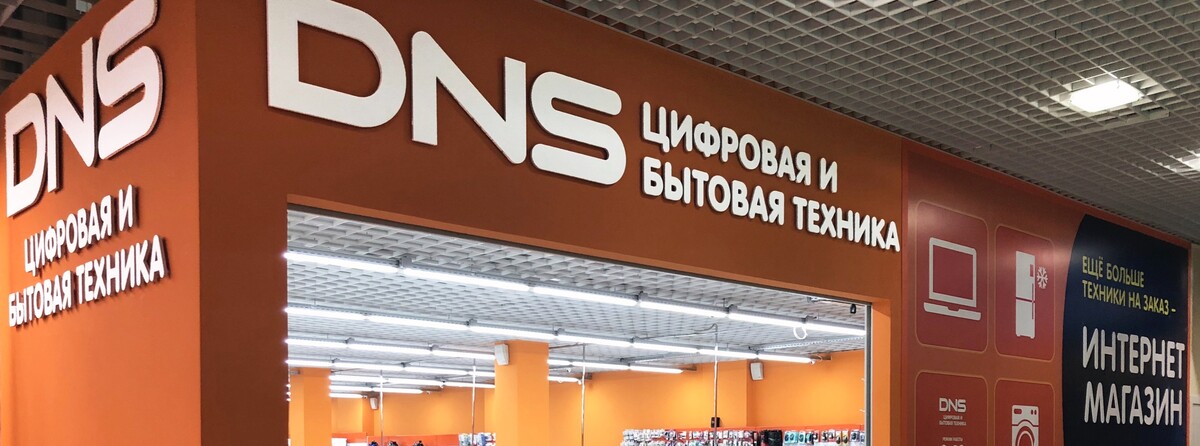 DNS
ЦИФРОВАЯ И
БЫТОВАЯ ТЕХНИКА
DNS
ЦИФРОВАЯ И
БЫТОВАЯ ТЕХНИКА
ЕЩЁ БОЛЬШЕ
ТЕХНИКИ НА ЗАКАЗ –
ИНТЕРНЕТ
МАГАЗИН
DNS
ЦИФРОВАЯ И
БЫТОВАЯ ТЕХНИКА